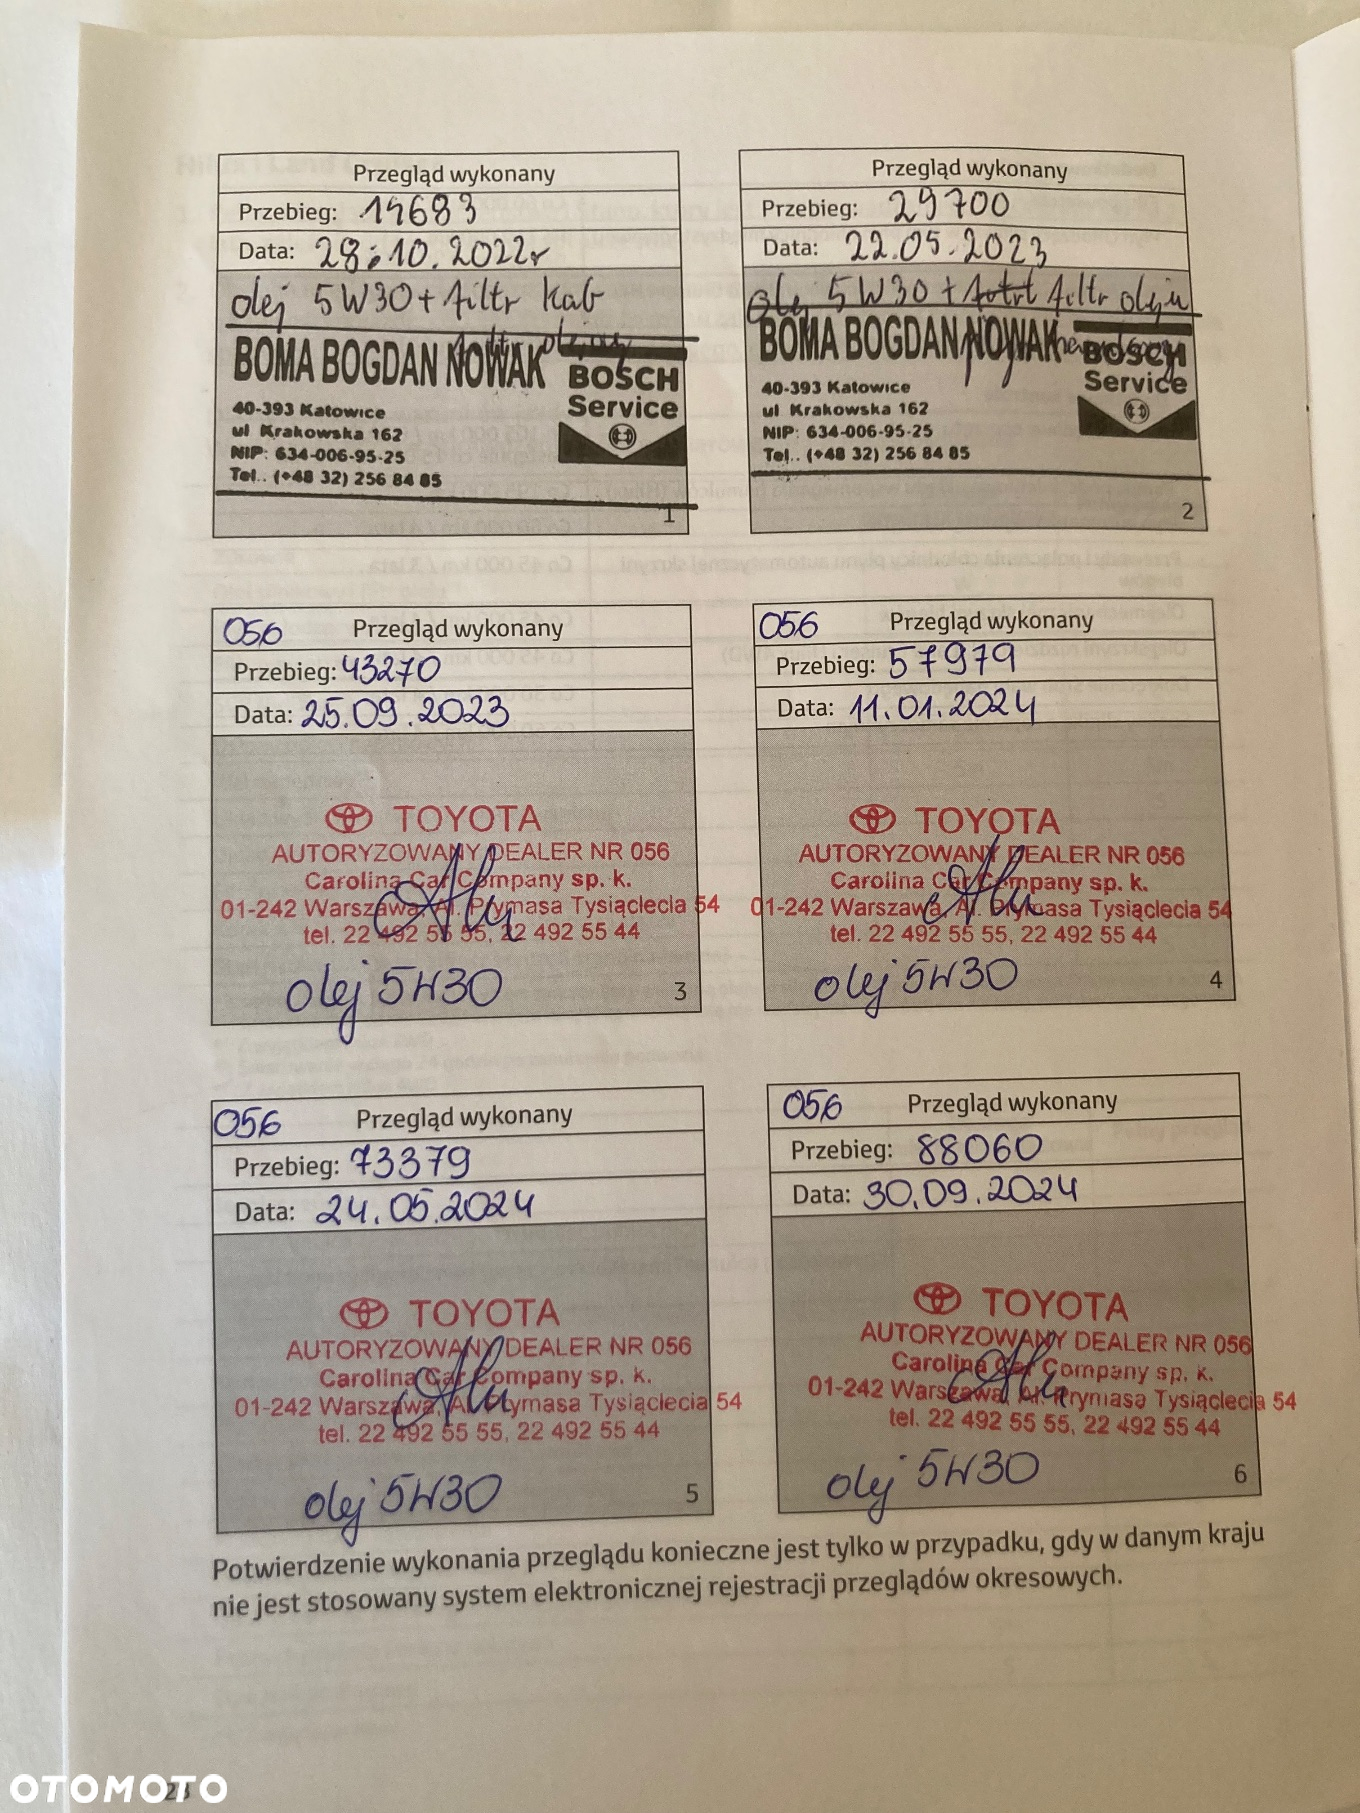 Przegląd wykonany
Przebieg: 14683
Data: 28.10.2022r
olej 5W30 + filtr kab
filtr olejowy
BOMA BOGDAN NOWAK
BOSCH
Service
40-393 Katowice
ul Krakowska 162
NIP: 634-006-95-25
Tel.. (+48 32) 256 84 85
1
Przegląd wykonany
Przebieg: 29700
Data: 22.05.2023
olej 5W30 + filtr oleju
BOMA BOGDAN NOWAK
BOSCH
Service
40-393 Katowice
ul Krakowska 162
NIP: 634-006-95-25
Tel.. (+48 32) 256 84 85
2
056 Przegląd wykonany
Przebieg: 43270
Data: 25.09.2023
TOYOTA
AUTORYZOWANY DEALER NR 056
Carolina Car Company sp. k.
01-242 Warszawa, Al. Prymasa Tysiąclecia 54
tel. 22 492 55 55, 22 492 55 44
olej 5W30
3
056 Przegląd wykonany
Przebieg: 57979
Data: 11.01.2024
TOYOTA
AUTORYZOWANY DEALER NR 056
Carolina Car Company sp. k.
01-242 Warszawa, Al. Prymasa Tysiąclecia 54
tel. 22 492 55 55, 22 492 55 44
olej 5W30
4
056 Przegląd wykonany
Przebieg: 73379
Data: 24.05.2024
TOYOTA
AUTORYZOWANY DEALER NR 056
Carolina Car Company sp. k.
01-242 Warszawa, Al. Prymasa Tysiąclecia 54
tel. 22 492 55 55, 22 492 55 44
olej 5W30
5
056 Przegląd wykonany
Przebieg: 88060
Data: 30.09.2024
TOYOTA
AUTORYZOWANY DEALER NR 056
Carolina Car Company sp. k.
01-242 Warszawa, Al. Prymasa Tysiąclecia 54
tel. 22 492 55 55, 22 492 55 44
olej 5W30
6
Potwierdzenie wykonania przeglądu konieczne jest tylko w przypadku, gdy w danym kraju
nie jest stosowany system elektronicznej rejestracji przeglądów okresowych.
OTOMOTO